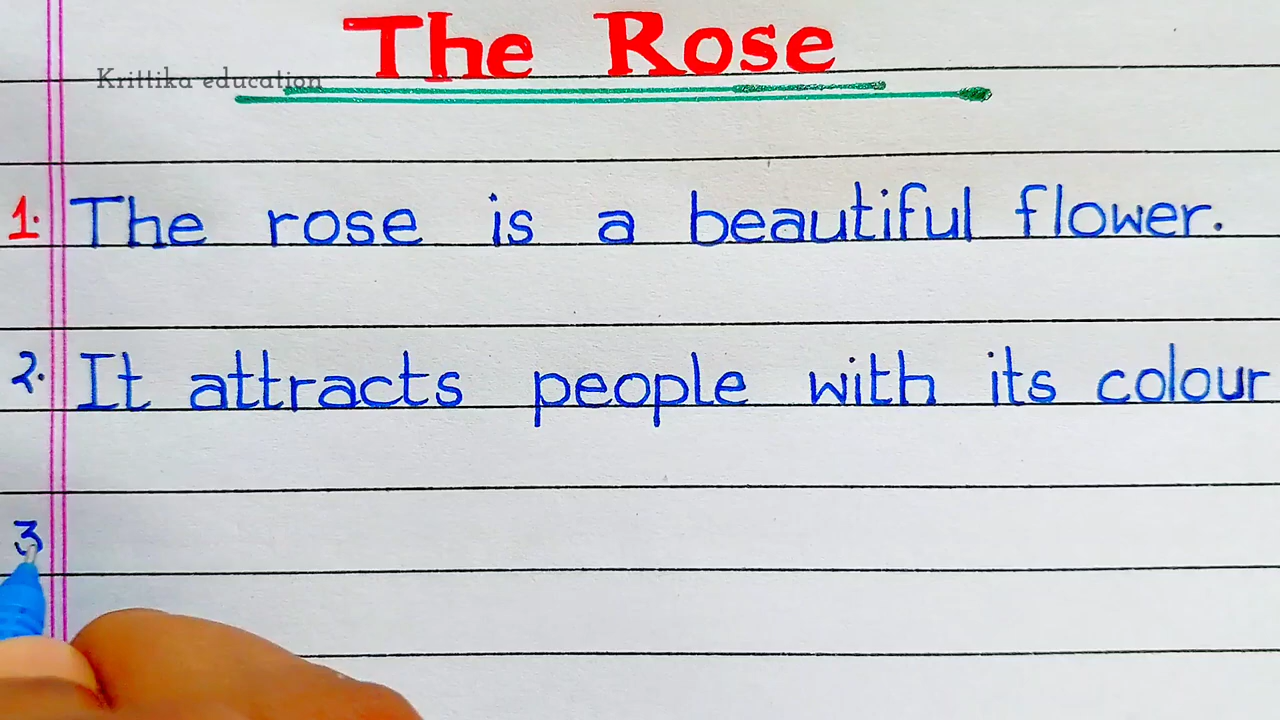 The Rose
Krittika education
1. The rose is a beautiful flower.
2. It attracts people with its colour
3